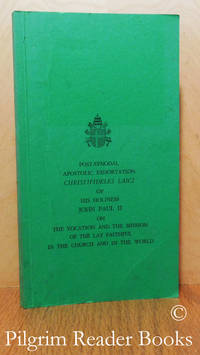 POST-SYNODAL
APOSTOLIC EXHORTATION
CHRISTIFIDELES LAICI
OF
HIS HOLINESS
JOHN PAUL II
ON
THE VOCATION AND THE MISSION
OF THE LAY FAITHFUL
IN THE CHURCH AND IN THE WORLD
Pilgrim Reader Books